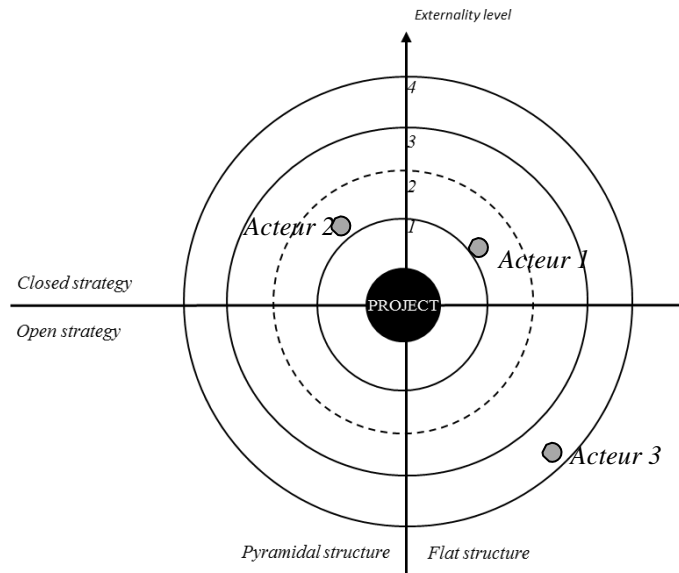 Externality level
4
3
2
1
Acteur 2
Acteur 1
Closed strategy
PROJECT
Open strategy
Acteur 3
Pyramidal structure
Flat structure